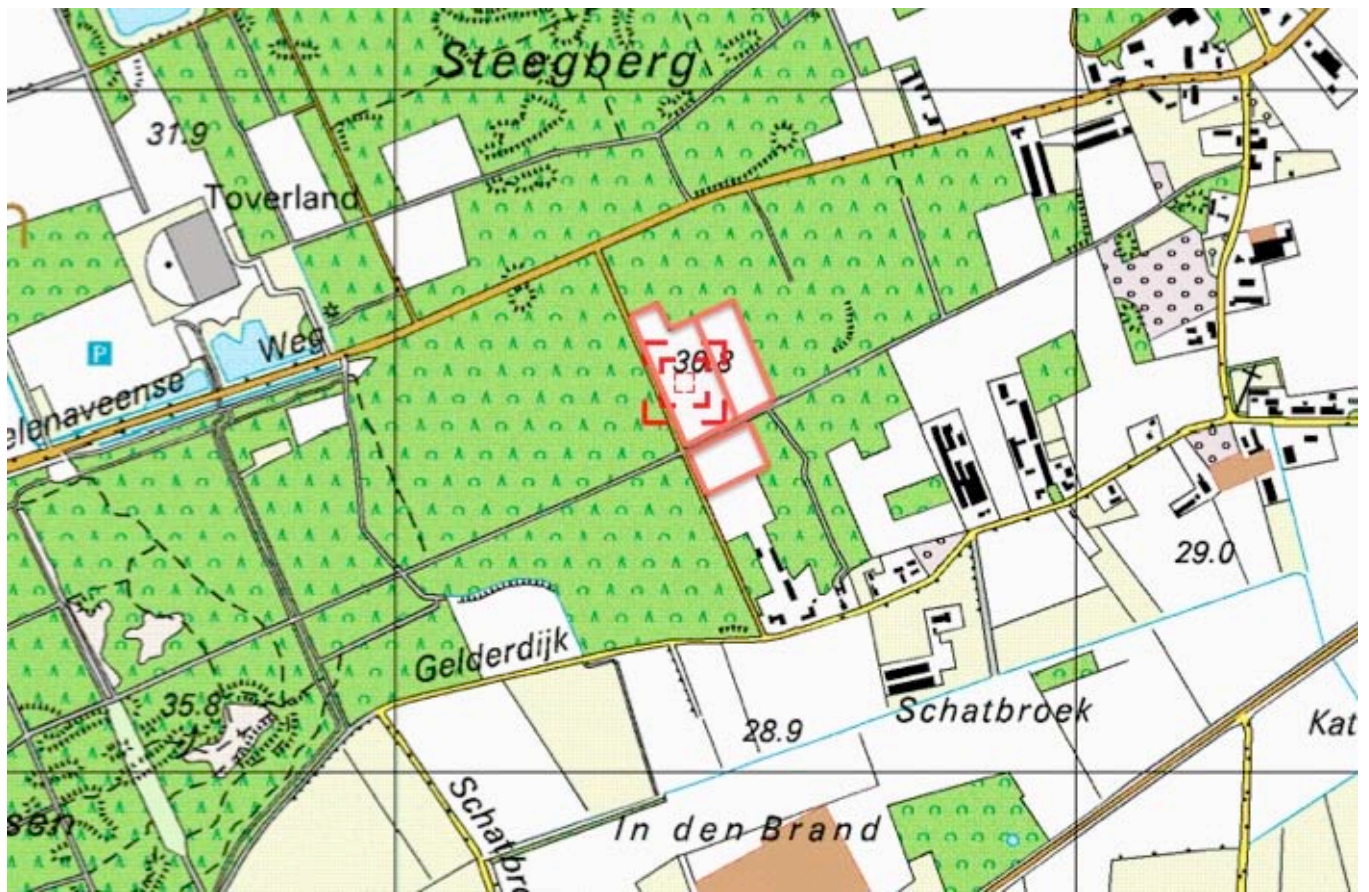 Steegberg
31.9
Toverland
30.8
P
Weg
elenaveense
29.0
Gelderdijk
35.8
Schatbroek
28.9
Kat
Schatbro
sen
In den Brand